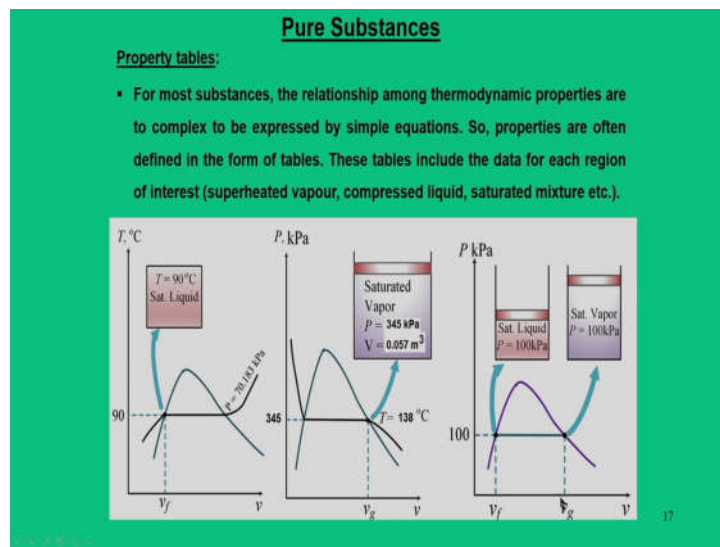 Pure Substances
Property tables:
▪ For most substances, the relationship among thermodynamic properties are
to complex to be expressed by simple equations. So, properties are often
defined in the form of tables. These tables include the data for each region
of interest (superheated vapour, compressed liquid, saturated mixture etc.).
T, °C
T = 90°C
Sat. Liquid
P = 70.183 kPa
90
vf
v
P, kPa
Saturated
Vapor
P = 345 kPa
V = 0.057 m3
345
T = 138 °C
vg
v
P kPa
Sat. Liquid
P = 100kPa
Sat. Vapor
P = 100kPa
100
vf
vg
v
17